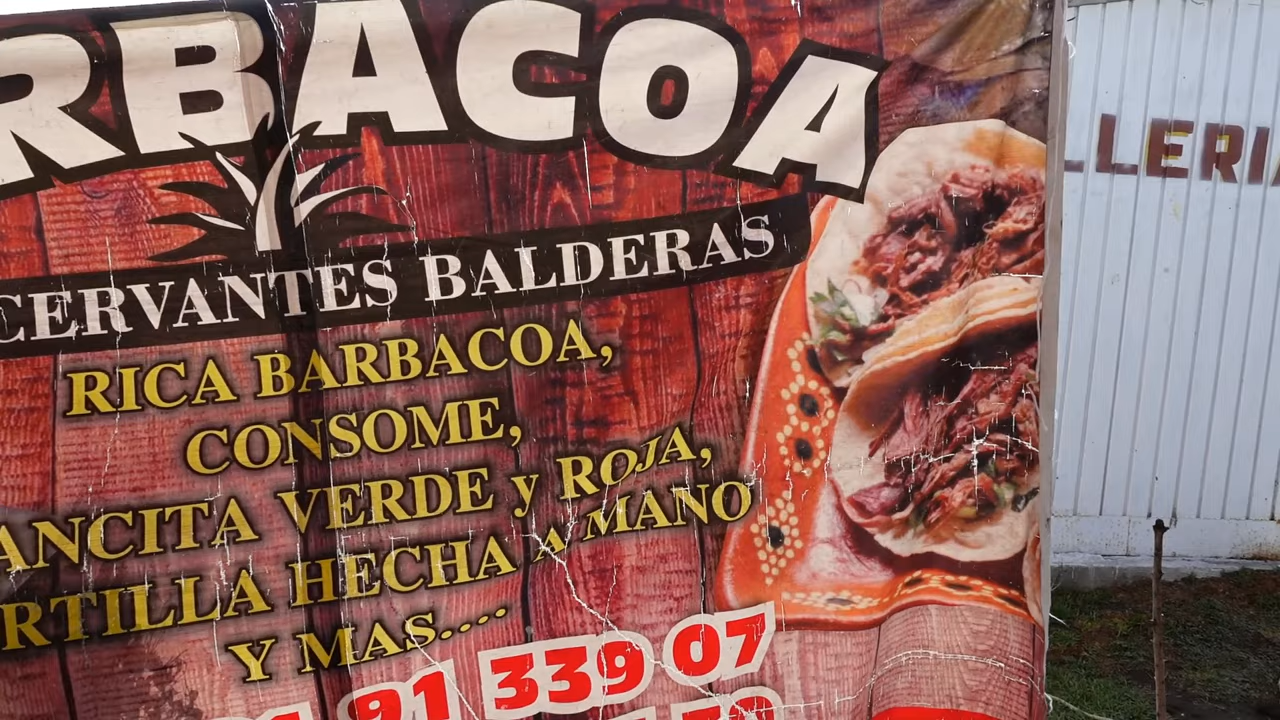 RBACOA
CERVANTES BALDERAS
RICA BARBACOA,
CONSOME,
ANCITA VERDE y ROJA,
RTILLA HECHA A MANO
Y MAS....
91 339 07
LLERIA